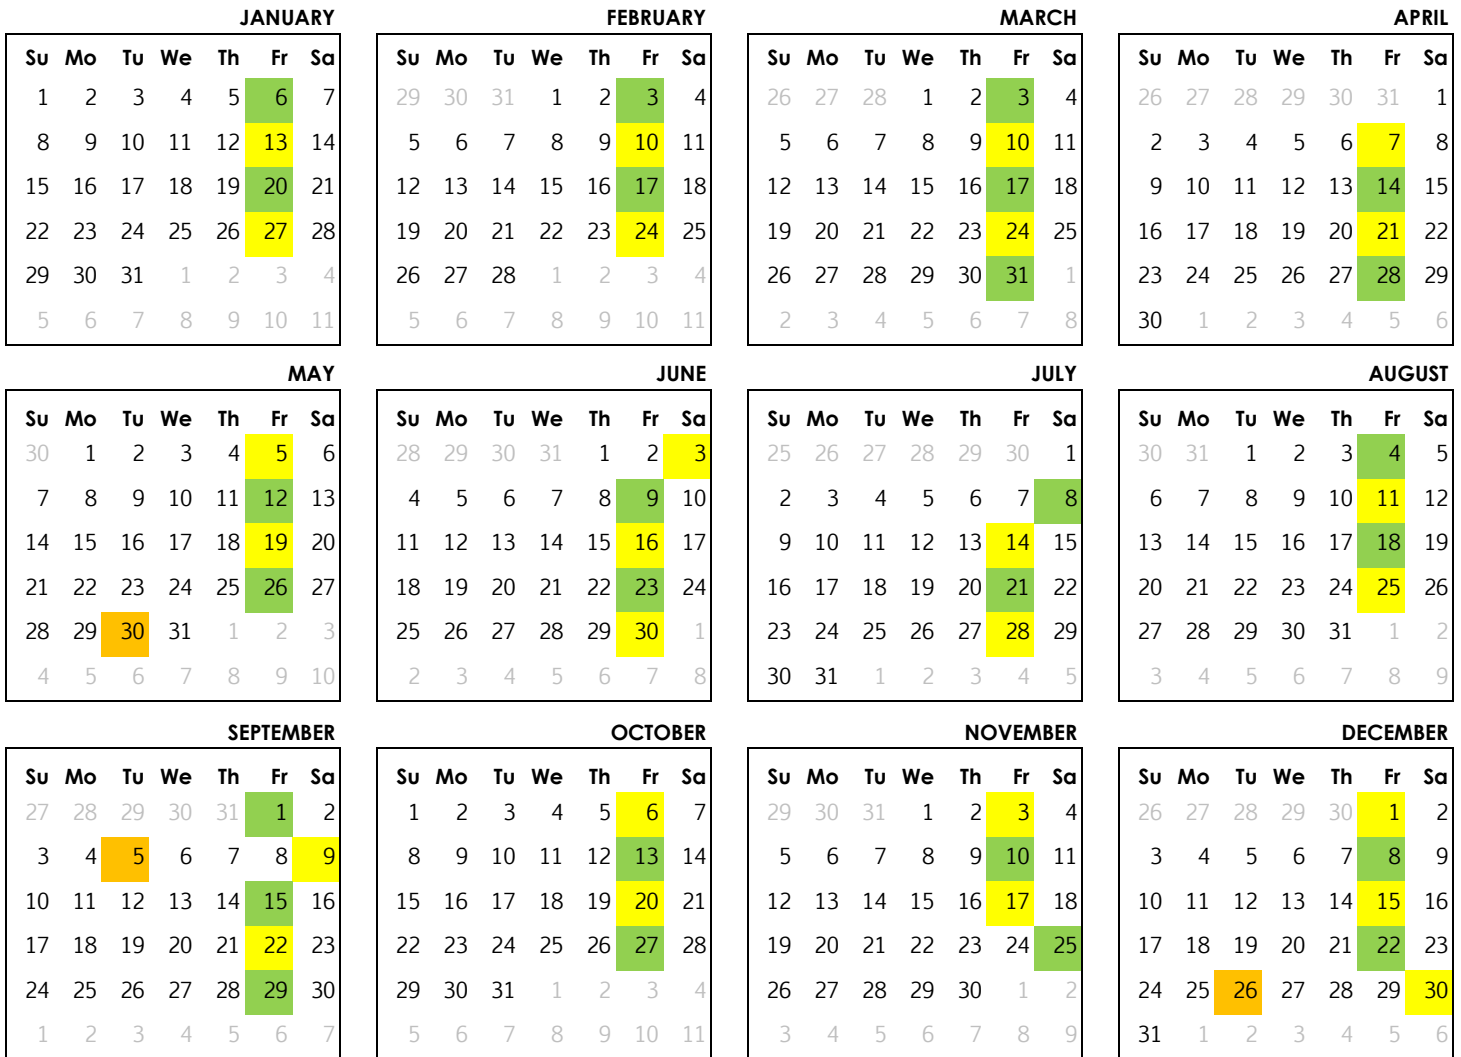 JANUARY FEBRUARY MARCH APRIL
Su Mo Tu We Th Fr Sa Su Mo Tu We Th Fr Sa Su Mo Tu We Th Fr Sa Su Mo Tu We Th Fr Sa
1 2 3 4 5 6 7 29 30 31 1 2 3 4 26 27 28 1 2 3 4 26 27 28 29 30 31 1
8 9 10 11 12 13 14 5 6 7 8 9 10 11 5 6 7 8 9 10 11 2 3 4 5 6 7 8
15 16 17 18 19 20 21 12 13 14 15 16 17 18 12 13 14 15 16 17 18 9 10 11 12 13 14 15
22 23 24 25 26 27 28 19 20 21 22 23 24 25 19 20 21 22 23 24 25 16 17 18 19 20 21 22
29 30 31 1 2 3 4 26 27 28 1 2 3 4 26 27 28 29 30 31 1 23 24 25 26 27 28 29
5 6 7 8 9 10 11 5 6 7 8 9 10 11 2 3 4 5 6 7 8 30 1 2 3 4 5 6
MAY JUNE JULY AUGUST
Su Mo Tu We Th Fr Sa Su Mo Tu We Th Fr Sa Su Mo Tu We Th Fr Sa Su Mo Tu We Th Fr Sa
30 1 2 3 4 5 6 28 29 30 31 1 2 3 25 26 27 28 29 30 1 30 31 1 2 3 4 5
7 8 9 10 11 12 13 4 5 6 7 8 9 10 2 3 4 5 6 7 8 6 7 8 9 10 11 12
14 15 16 17 18 19 20 11 12 13 14 15 16 17 9 10 11 12 13 14 15 13 14 15 16 17 18 19
21 22 23 24 25 26 27 18 19 20 21 22 23 24 16 17 18 19 20 21 22 20 21 22 23 24 25 26
28 29 30 31 1 2 3 25 26 27 28 29 30 1 23 24 25 26 27 28 29 27 28 29 30 31 1 2
4 5 6 7 8 9 10 2 3 4 5 6 7 8 30 31 1 2 3 4 5 3 4 5 6 7 8 9
SEPTEMBER OCTOBER NOVEMBER DECEMBER
Su Mo Tu We Th Fr Sa Su Mo Tu We Th Fr Sa Su Mo Tu We Th Fr Sa Su Mo Tu We Th Fr Sa
27 28 29 30 31 1 2 1 2 3 4 5 6 7 29 30 31 1 2 3 4 26 27 28 29 30 1 2
3 4 5 6 7 8 9 8 9 10 11 12 13 14 5 6 7 8 9 10 11 3 4 5 6 7 8 9
10 11 12 13 14 15 16 15 16 17 18 19 20 21 12 13 14 15 16 17 18 10 11 12 13 14 15 16
17 18 19 20 21 22 23 22 23 24 25 26 27 28 19 20 21 22 23 24 25 17 18 19 20 21 22 23
24 25 26 27 28 29 30 29 30 31 1 2 3 4 26 27 28 29 30 1 2 24 25 26 27 28 29 30
1 2 3 4 5 6 7 5 6 7 8 9 10 11 3 4 5 6 7 8 9 31 1 2 3 4 5 6